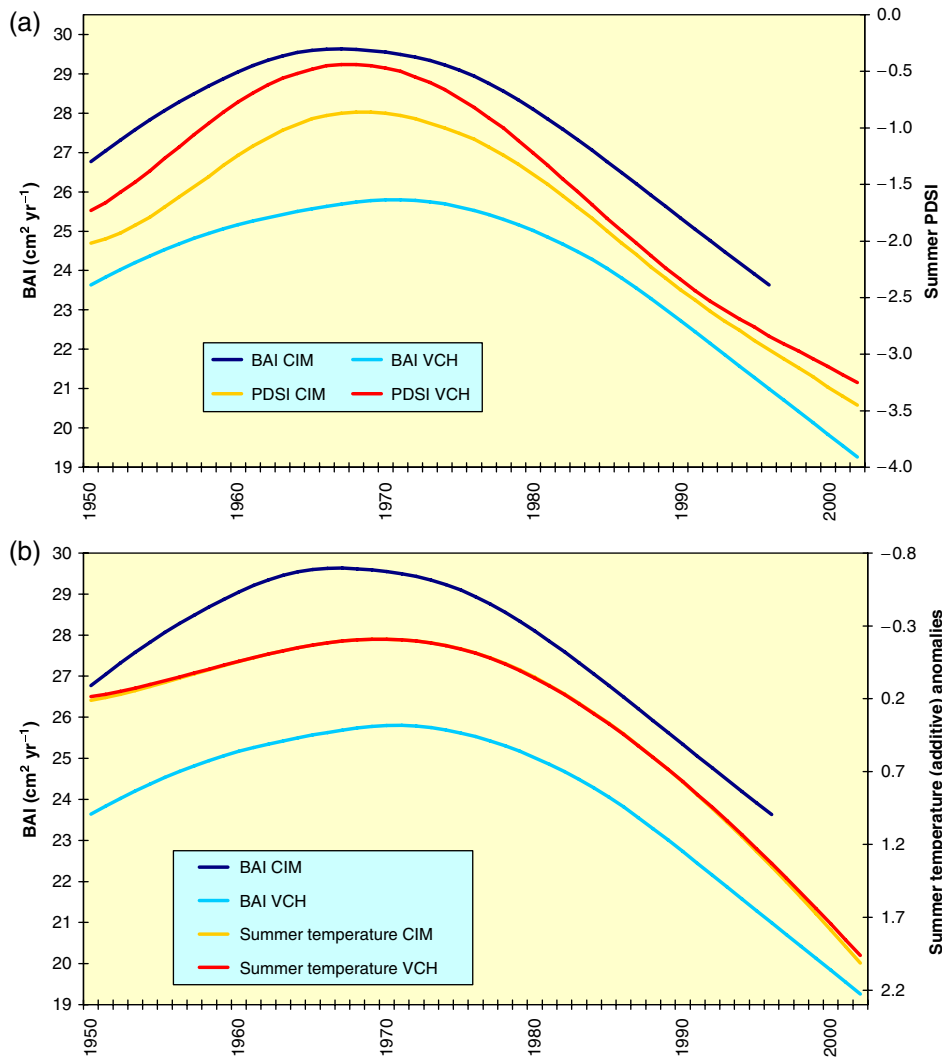 (a)
BAI (cm² yr⁻¹)
30
29
28
27
26
25
24
23
22
21
20
19
0.0
−0.5
−1.0
−1.5
−2.0
−2.5
−3.0
−3.5
−4.0
Summer PDSI
BAI CIM BAI VCH
PDSI CIM PDSI VCH
1950 1960 1970 1980 1990 2000
(b)
BAI (cm² yr⁻¹)
30
29
28
27
26
25
24
23
22
21
20
19
−0.8
−0.3
0.2
0.7
1.2
1.7
2.2
Summer temperature (additive) anomalies
BAI CIM
BAI VCH
Summer temperature CIM
Summer temperature VCH
1950 1960 1970 1980 1990 2000